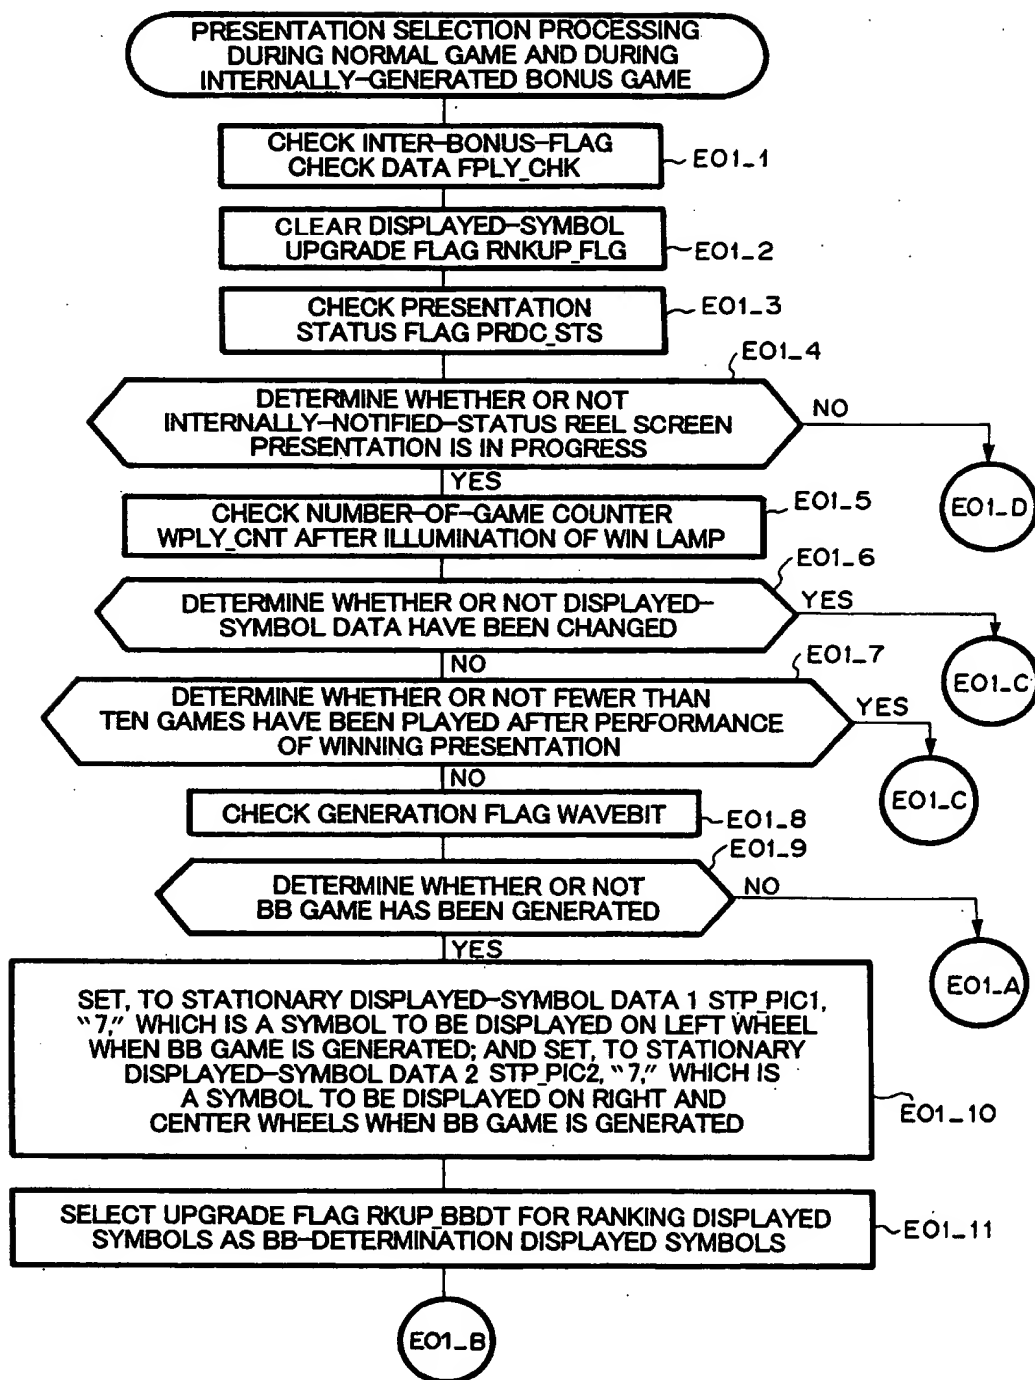 PRESENTATION SELECTION PROCESSING
DURING NORMAL GAME AND DURING
INTERNALLY-GENERATED BONUS GAME
CHECK INTER-BONUS-FLAG
CHECK DATA FPLY_CHK
E01_1
CLEAR DISPLAYED-SYMBOL
UPGRADE FLAG RNKUP_FLG
E01_2
CHECK PRESENTATION
STATUS FLAG PRDC_STS
E01_3
E01_4
DETERMINE WHETHER OR NOT
INTERNALLY-NOTIFIED-STATUS REEL SCREEN
PRESENTATION IS IN PROGRESS
NO
E01_D
YES
CHECK NUMBER-OF-GAME COUNTER
WPLY_CNT AFTER ILLUMINATION OF WIN LAMP
E01_5
E01_6
DETERMINE WHETHER OR NOT DISPLAYED-
SYMBOL DATA HAVE BEEN CHANGED
YES
E01_C
NO
E01_7
DETERMINE WHETHER OR NOT FEWER THAN
TEN GAMES HAVE BEEN PLAYED AFTER PERFORMANCE
OF WINNING PRESENTATION
YES
E01_C
NO
CHECK GENERATION FLAG WAVEBIT
E01_8
E01_9
DETERMINE WHETHER OR NOT
BB GAME HAS BEEN GENERATED
NO
E01_A
YES
SET, TO STATIONARY DISPLAYED-SYMBOL DATA 1 STP_PIC1,
"7," WHICH IS A SYMBOL TO BE DISPLAYED ON LEFT WHEEL
WHEN BB GAME IS GENERATED; AND SET, TO STATIONARY
DISPLAYED-SYMBOL DATA 2 STP_PIC2, "7," WHICH IS
A SYMBOL TO BE DISPLAYED ON RIGHT AND
CENTER WHEELS WHEN BB GAME IS GENERATED
E01_10
SELECT UPGRADE FLAG RKUP_BBDT FOR RANKING DISPLAYED
SYMBOLS AS BB-DETERMINATION DISPLAYED SYMBOLS
E01_11
E01_B